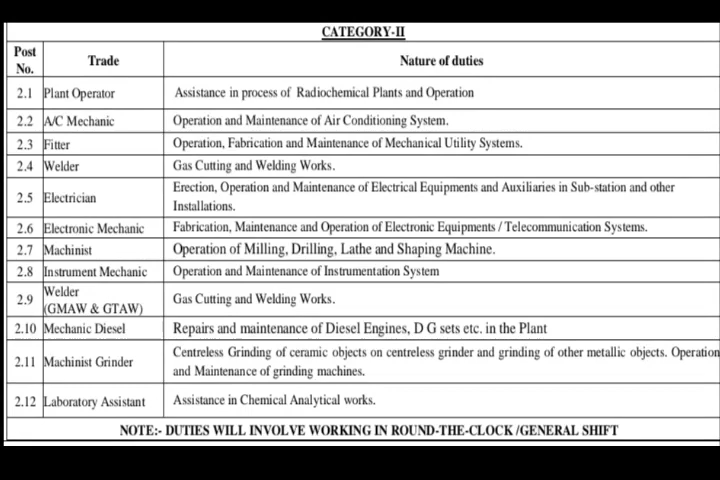 CATEGORY-II
Post No. Trade Nature of duties
2.1 Plant Operator Assistance in process of Radiochemical Plants and Operation
2.2 A/C Mechanic Operation and Maintenance of Air Conditioning System.
2.3 Fitter Operation, Fabrication and Maintenance of Mechanical Utility Systems.
2.4 Welder Gas Cutting and Welding Works.
2.5 Electrician Erection, Operation and Maintenance of Electrical Equipments and Auxiliaries in Sub-station and other
Installations.
2.6 Electronic Mechanic Fabrication, Maintenance and Operation of Electronic Equipments / Telecommunication Systems.
2.7 Machinist Operation of Milling, Drilling, Lathe and Shaping Machine.
2.8 Instrument Mechanic Operation and Maintenance of Instrumentation System
2.9 Welder
(GMAW & GTAW) Gas Cutting and Welding Works.
2.10 Mechanic Diesel Repairs and maintenance of Diesel Engines, D G sets etc. in the Plant
2.11 Machinist Grinder Centreless Grinding of ceramic objects on centreless grinder and grinding of other metallic objects. Operation
and Maintenance of grinding machines.
2.12 Laboratory Assistant Assistance in Chemical Analytical works.
NOTE:- DUTIES WILL INVOLVE WORKING IN ROUND-THE-CLOCK /GENERAL SHIFT